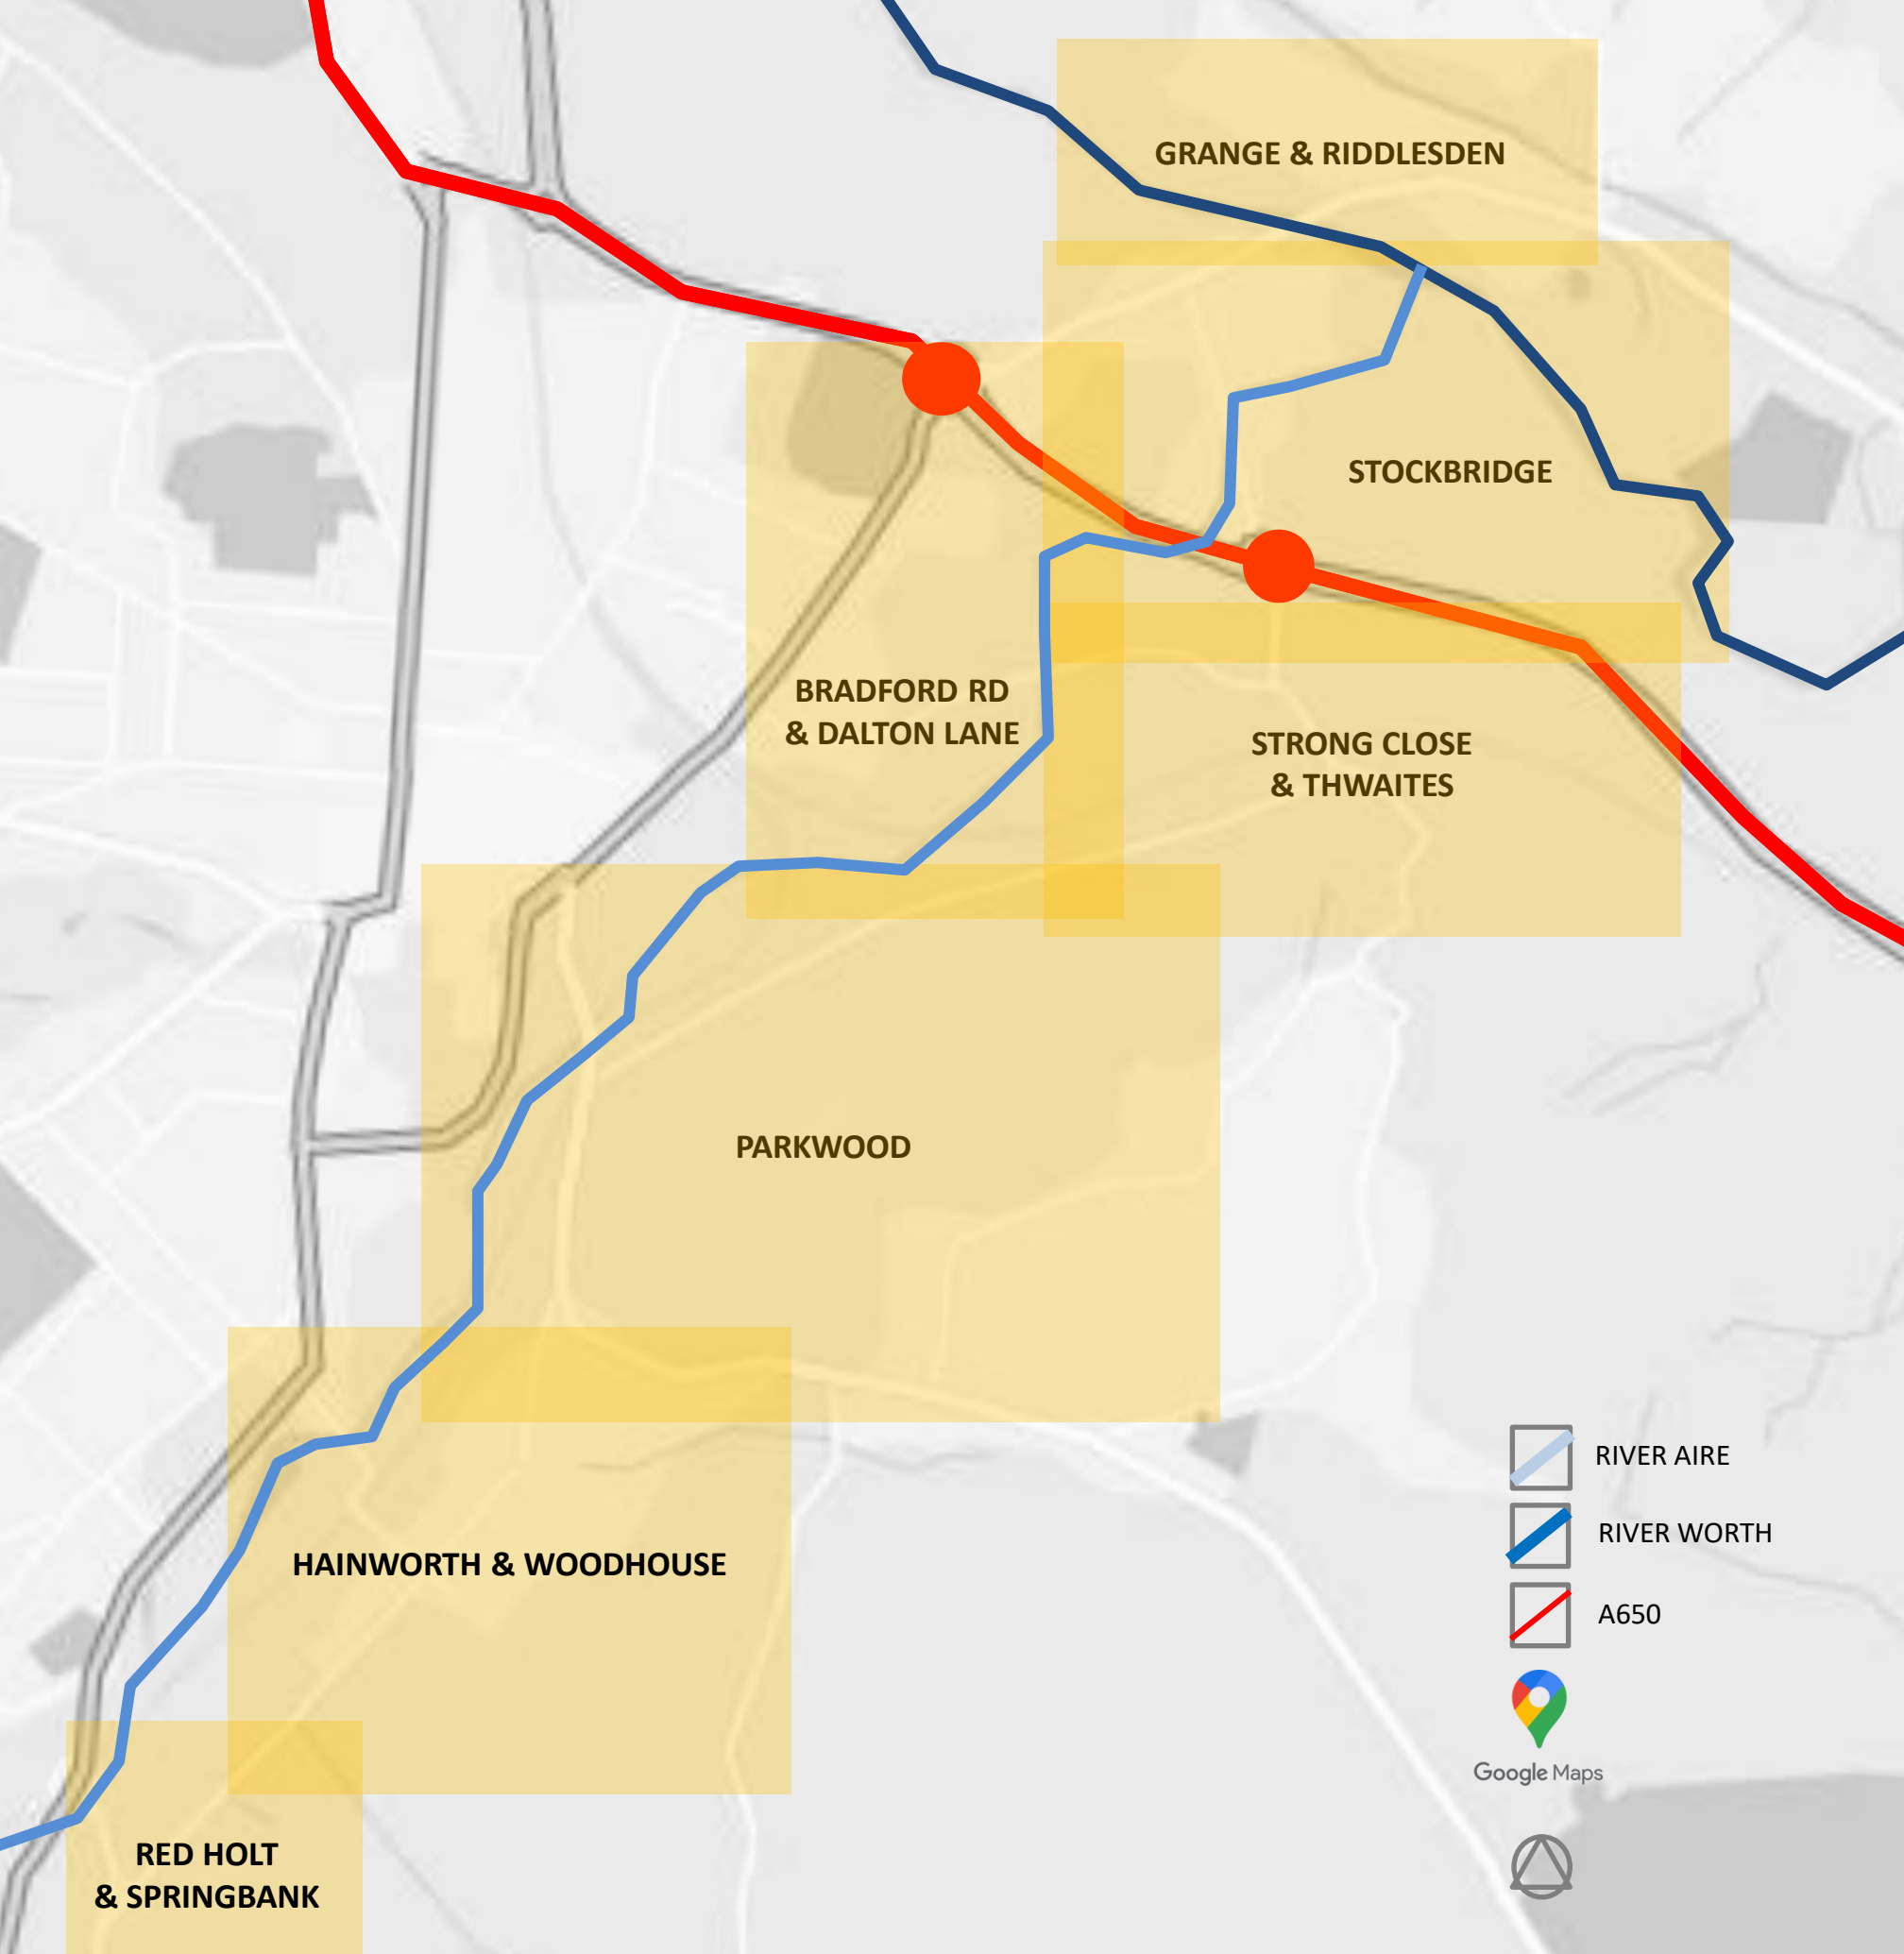 GRANGE & RIDDLESDEN
STOCKBRIDGE
BRADFORD RD
& DALTON LANE
STRONG CLOSE
& THWAITES
PARKWOOD
HAINWORTH & WOODHOUSE
RED HOLT
& SPRINGBANK
RIVER AIRE
RIVER WORTH
A650
Google Maps